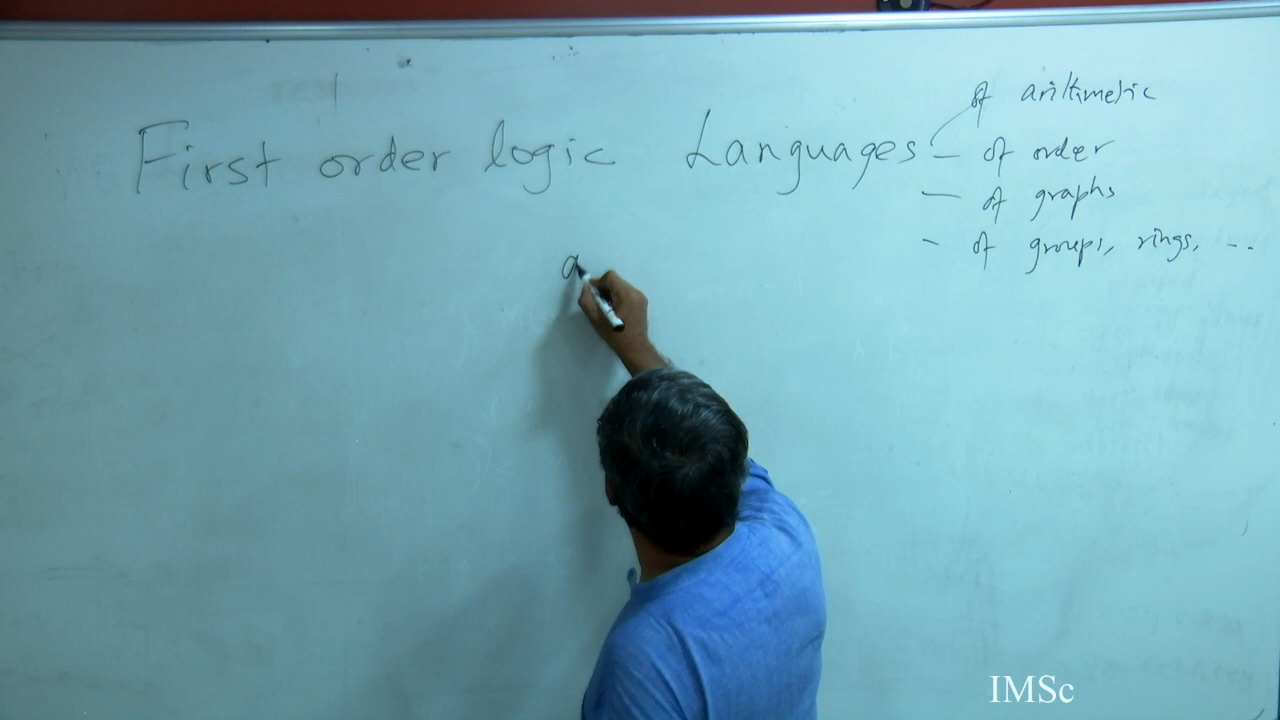 First order logic Languages
of arithmetic
- of order
- of graphs
- of groups, rings, ...
a
IMSc